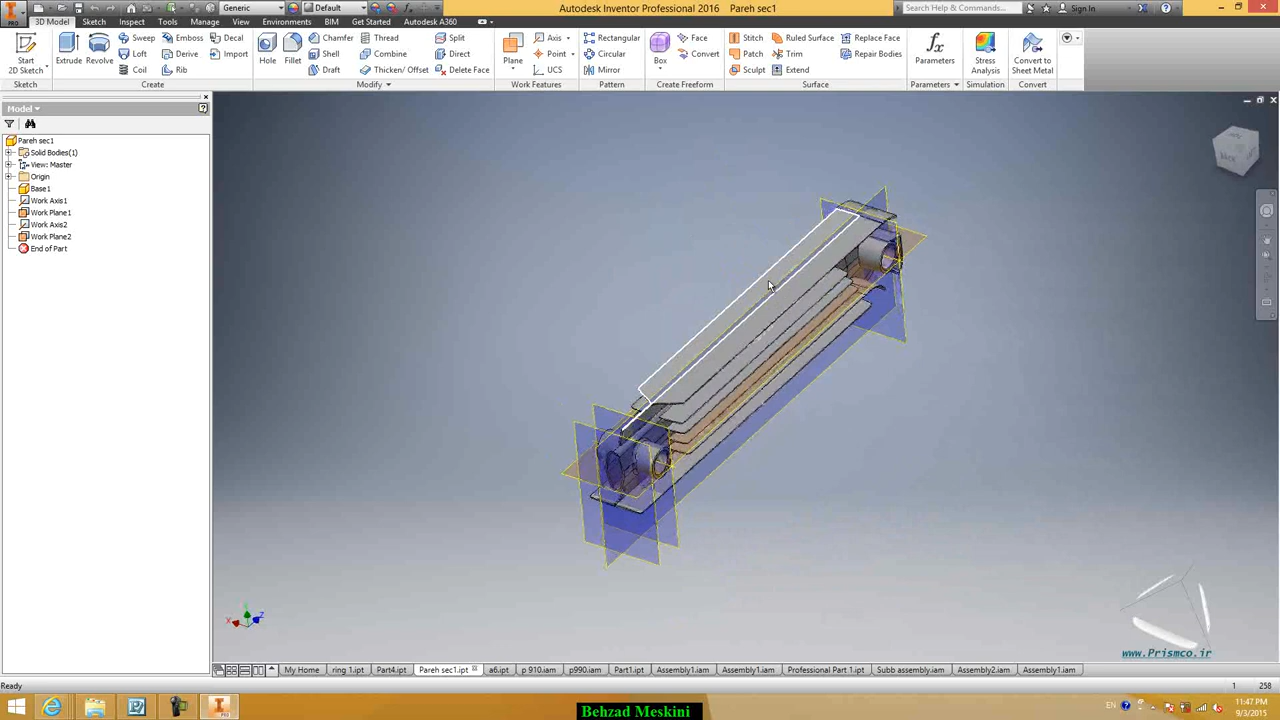 Autodesk Inventor Professional 2016 Pareh sec1
Generic
Default
Search Help & Commands...
Sign In
PRO
3D Model
Sketch
Inspect
Tools
Manage
View
Environments
BIM
Get Started
Autodesk A360
Start
2D Sketch
Extrude
Revolve
Sweep
Loft
Coil
Emboss
Derive
Rib
Decal
Import
Hole
Fillet
Chamfer
Shell
Draft
Thread
Combine
Thicken/ Offset
Split
Direct
Delete Face
Plane
Axis
Point
UCS
Rectangular
Circular
Mirror
Box
Face
Convert
Stitch
Patch
Sculpt
Ruled Surface
Trim
Extend
Replace Face
Repair Bodies
Parameters
Stress
Analysis
Convert to
Sheet Metal
Sketch
Create
Modify
Work Features
Pattern
Create Freeform
Surface
Parameters
Simulation
Convert
Model
Pareh sec1
Solid Bodies(1)
View: Master
Origin
Base1
Work Axis1
Work Plane1
Work Axis2
Work Plane2
End of Part
BACK
X
Z
www.Prismco.ir
My Home
ring 1.ipt
Part4.ipt
Pareh sec1.ipt
a6.ipt
p 910.iam
p990.iam
Part1.ipt
Assembly1.iam
Assembly1.iam
Professional Part 1.ipt
Subb assembly.iam
Assembly2.iam
Assembly1.iam
Ready
1
258
EN
11:47 PM
9/3/2015
Behzad Meskini